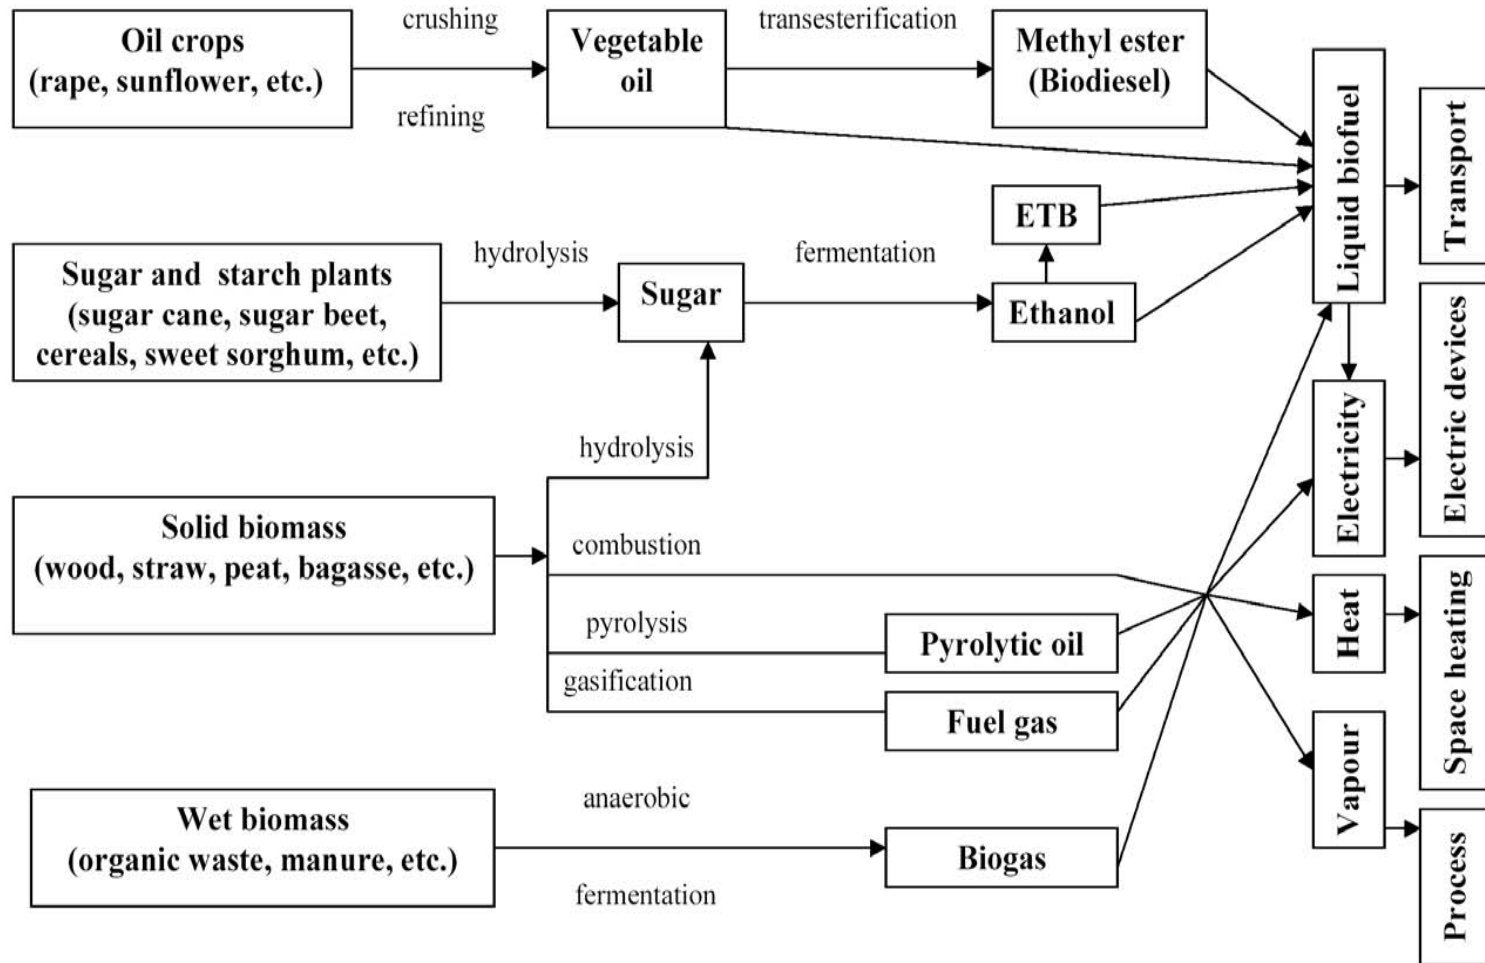 Oil crops
(rape, sunflower, etc.)
crushing
refining
Vegetable
oil
transesterification
Methyl ester
(Biodiesel)
Liquid biofuel
Transport
Sugar and starch plants
(sugar cane, sugar beet,
cereals, sweet sorghum, etc.)
hydrolysis
Sugar
fermentation
ETB
Ethanol
Electricity
Electric devices
Solid biomass
(wood, straw, peat, bagasse, etc.)
hydrolysis
combustion
pyrolysis
gasification
Pyrolytic oil
Fuel gas
Heat
Space heating
Wet biomass
(organic waste, manure, etc.)
anaerobic
fermentation
Biogas
Vapour
Process